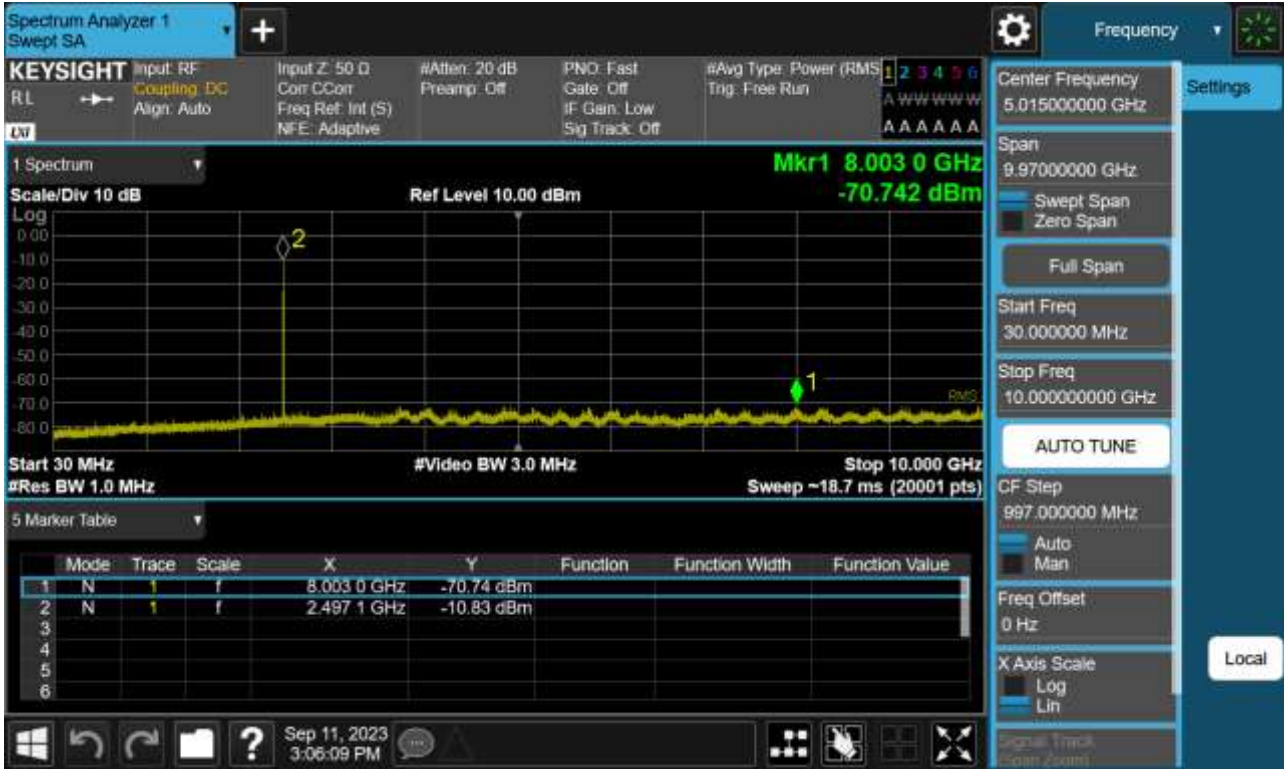 Spectrum Analyzer 1
Swept SA
+
Frequency
KEYSIGHT
RL
LXI
Input: RF
Coupling: DC
Align: Auto
Input Z: 50 Ω
Corr CCorr
Freq Ref: Int (S)
NFE: Adaptive
#Atten: 20 dB
Preamp: Off
PNO: Fast
Gate: Off
IF Gain: Low
Sig Track: Off
#Avg Type: Power (RMS
Trig: Free Run
1 2 3 4 5 6
A W W W W W
A A A A A A
1 Spectrum
Scale/Div 10 dB
Ref Level 10.00 dBm
Mkr1 8.003 0 GHz
-70.742 dBm
Log
0.00
-10.0
-20.0
-30.0
-40.0
-50.0
-60.0
-70.0
-80.0
2
1
RMS
Start 30 MHz
#Video BW 3.0 MHz
Stop 10.000 GHz
#Res BW 1.0 MHz
Sweep ~18.7 ms (20001 pts)
5 Marker Table
Mode Trace Scale X Y Function Function Width Function Value
1 N 1 f 8.003 0 GHz -70.74 dBm
2 N 1 f 2.497 1 GHz -10.83 dBm
3
4
5
6
?
Sep 11, 2023
3:06:09 PM
Center Frequency
5.015000000 GHz
Settings
Span
9.97000000 GHz
Swept Span
Zero Span
Full Span
Start Freq
30.000000 MHz
Stop Freq
10.000000000 GHz
AUTO TUNE
CF Step
997.000000 MHz
Auto
Man
Freq Offset
0 Hz
X Axis Scale
Log
Lin
Signal Track
(Span Zoom)
Local